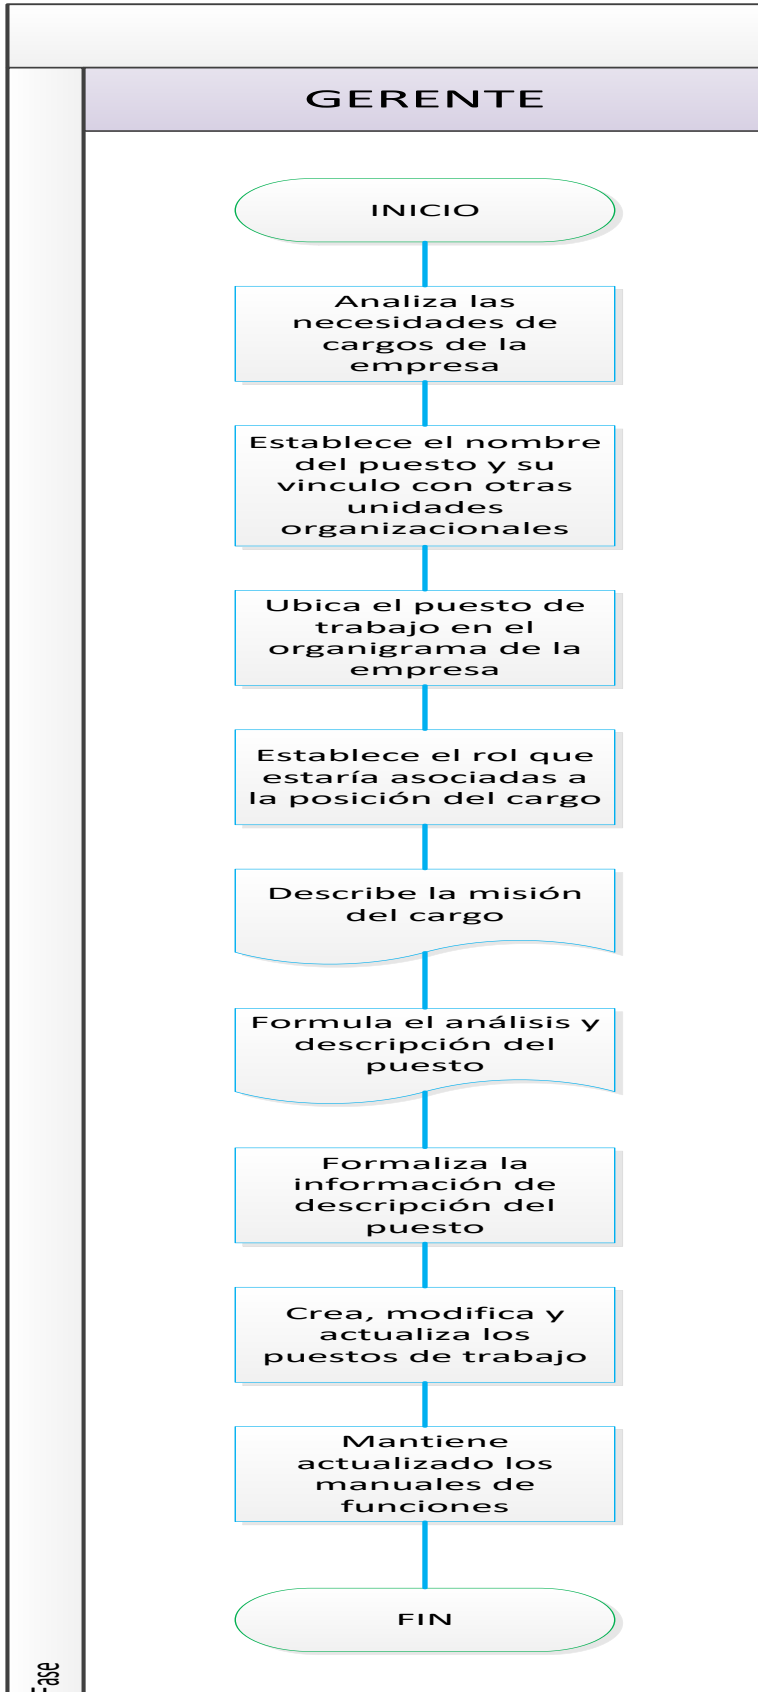 GERENTE
INICIO
Analiza las
necesidades de
cargos de la
empresa
Establece el nombre
del puesto y su
vinculo con otras
unidades
organizacionales
Ubica el puesto de
trabajo en el
organigrama de la
empresa
Establece el rol que
estaría asociadas a
la posición del cargo
Describe la misión
del cargo
Formula el análisis y
descripción del
puesto
Formaliza la
información de
descripción del
puesto
Crea, modifica y
actualiza los
puestos de trabajo
Mantiene
actualizado los
manuales de
funciones
FIN
Fase